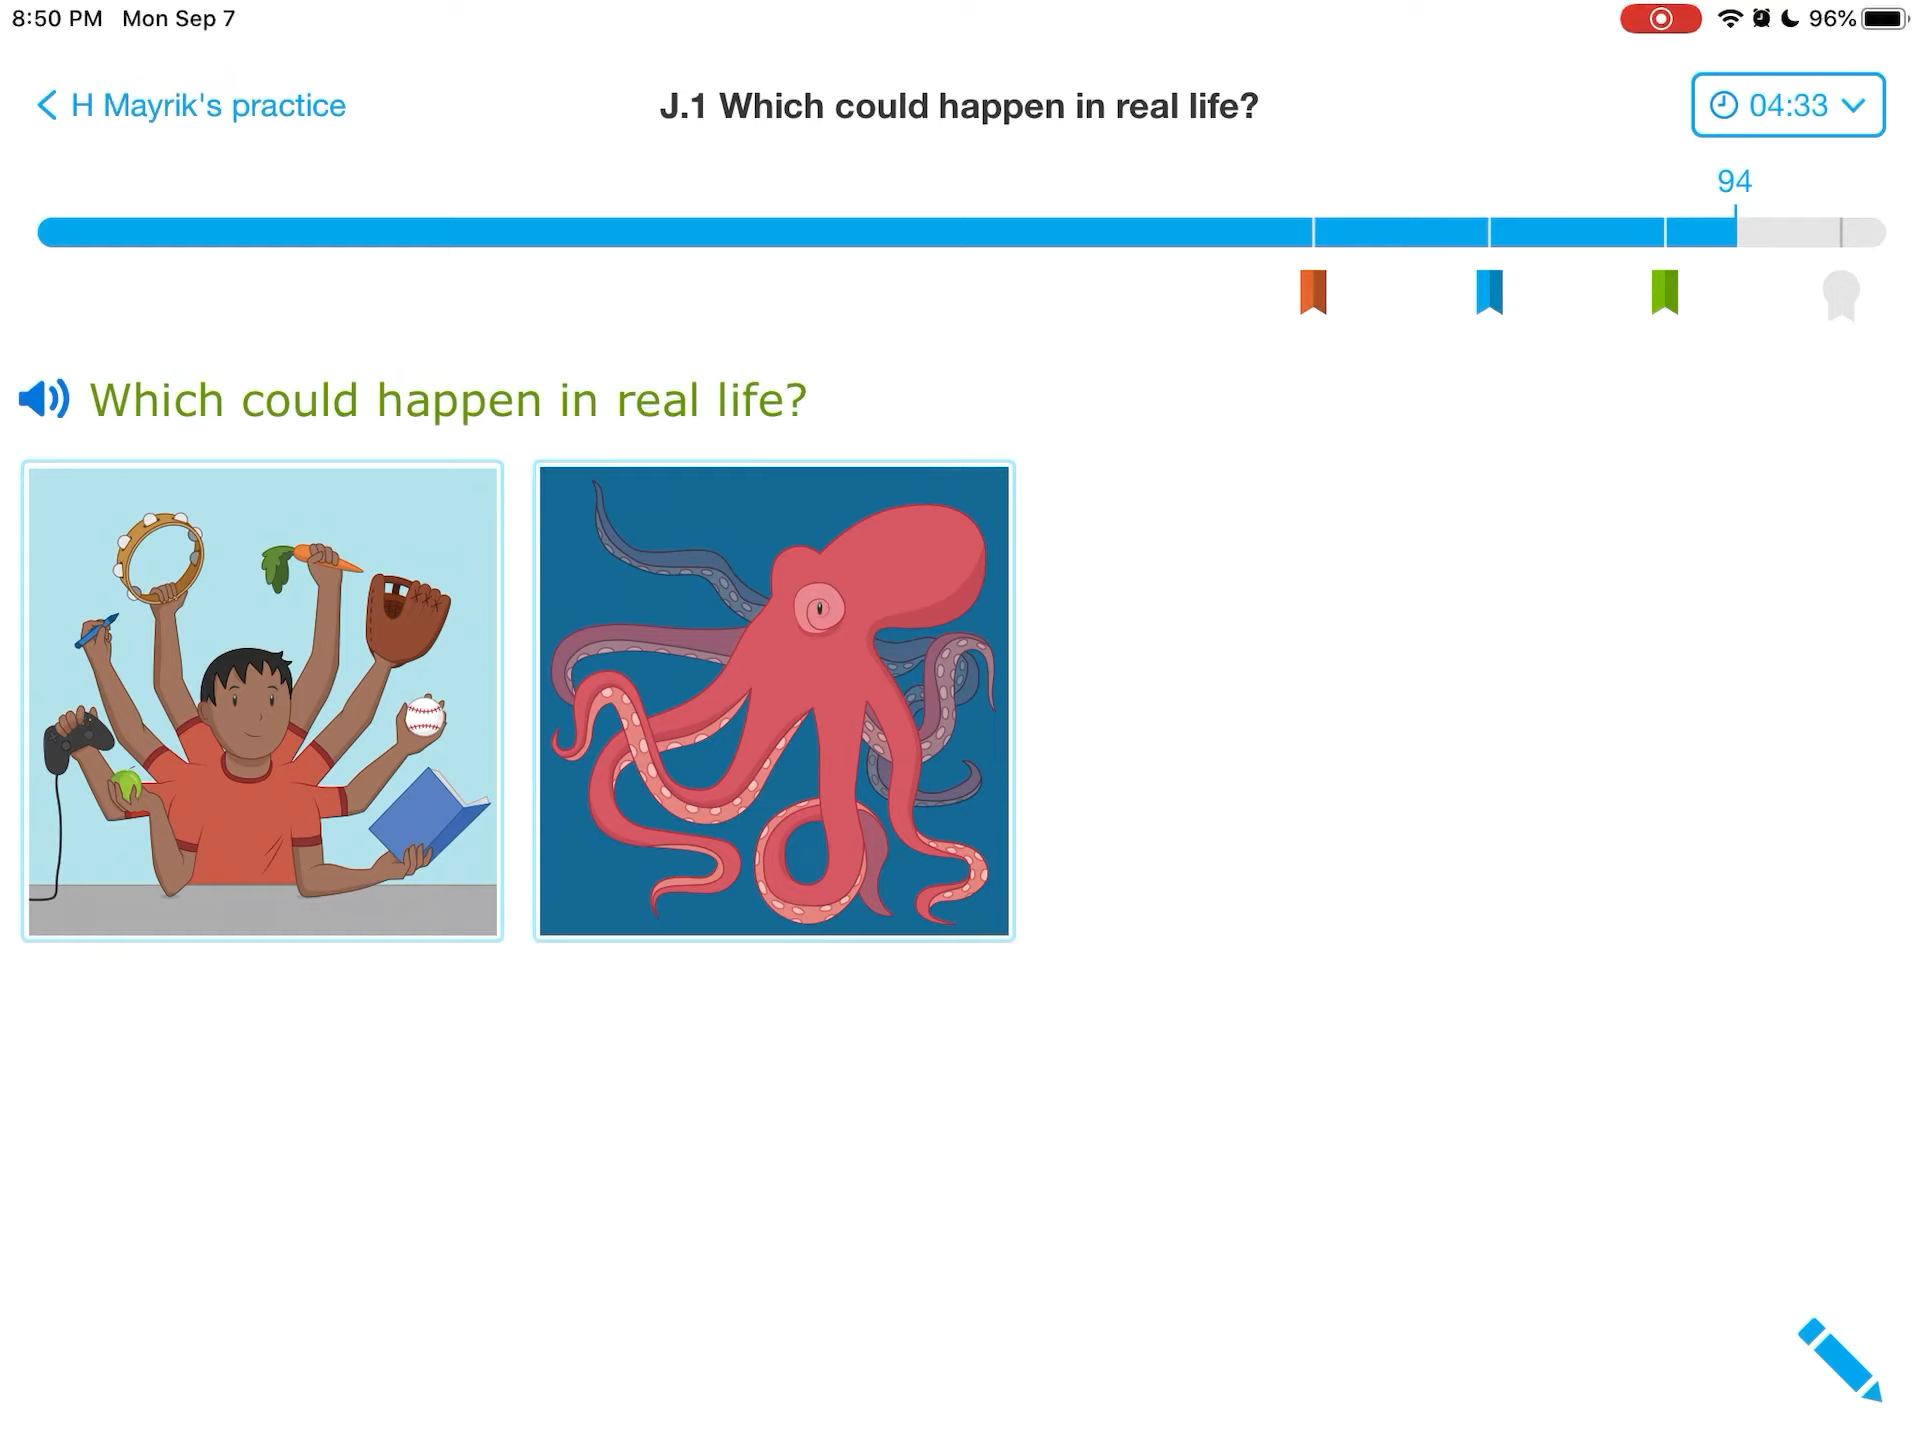 8:50 PM Mon Sep 7
96%
H Mayrik's practice
J.1 Which could happen in real life?
04:33
94
Which could happen in real life?